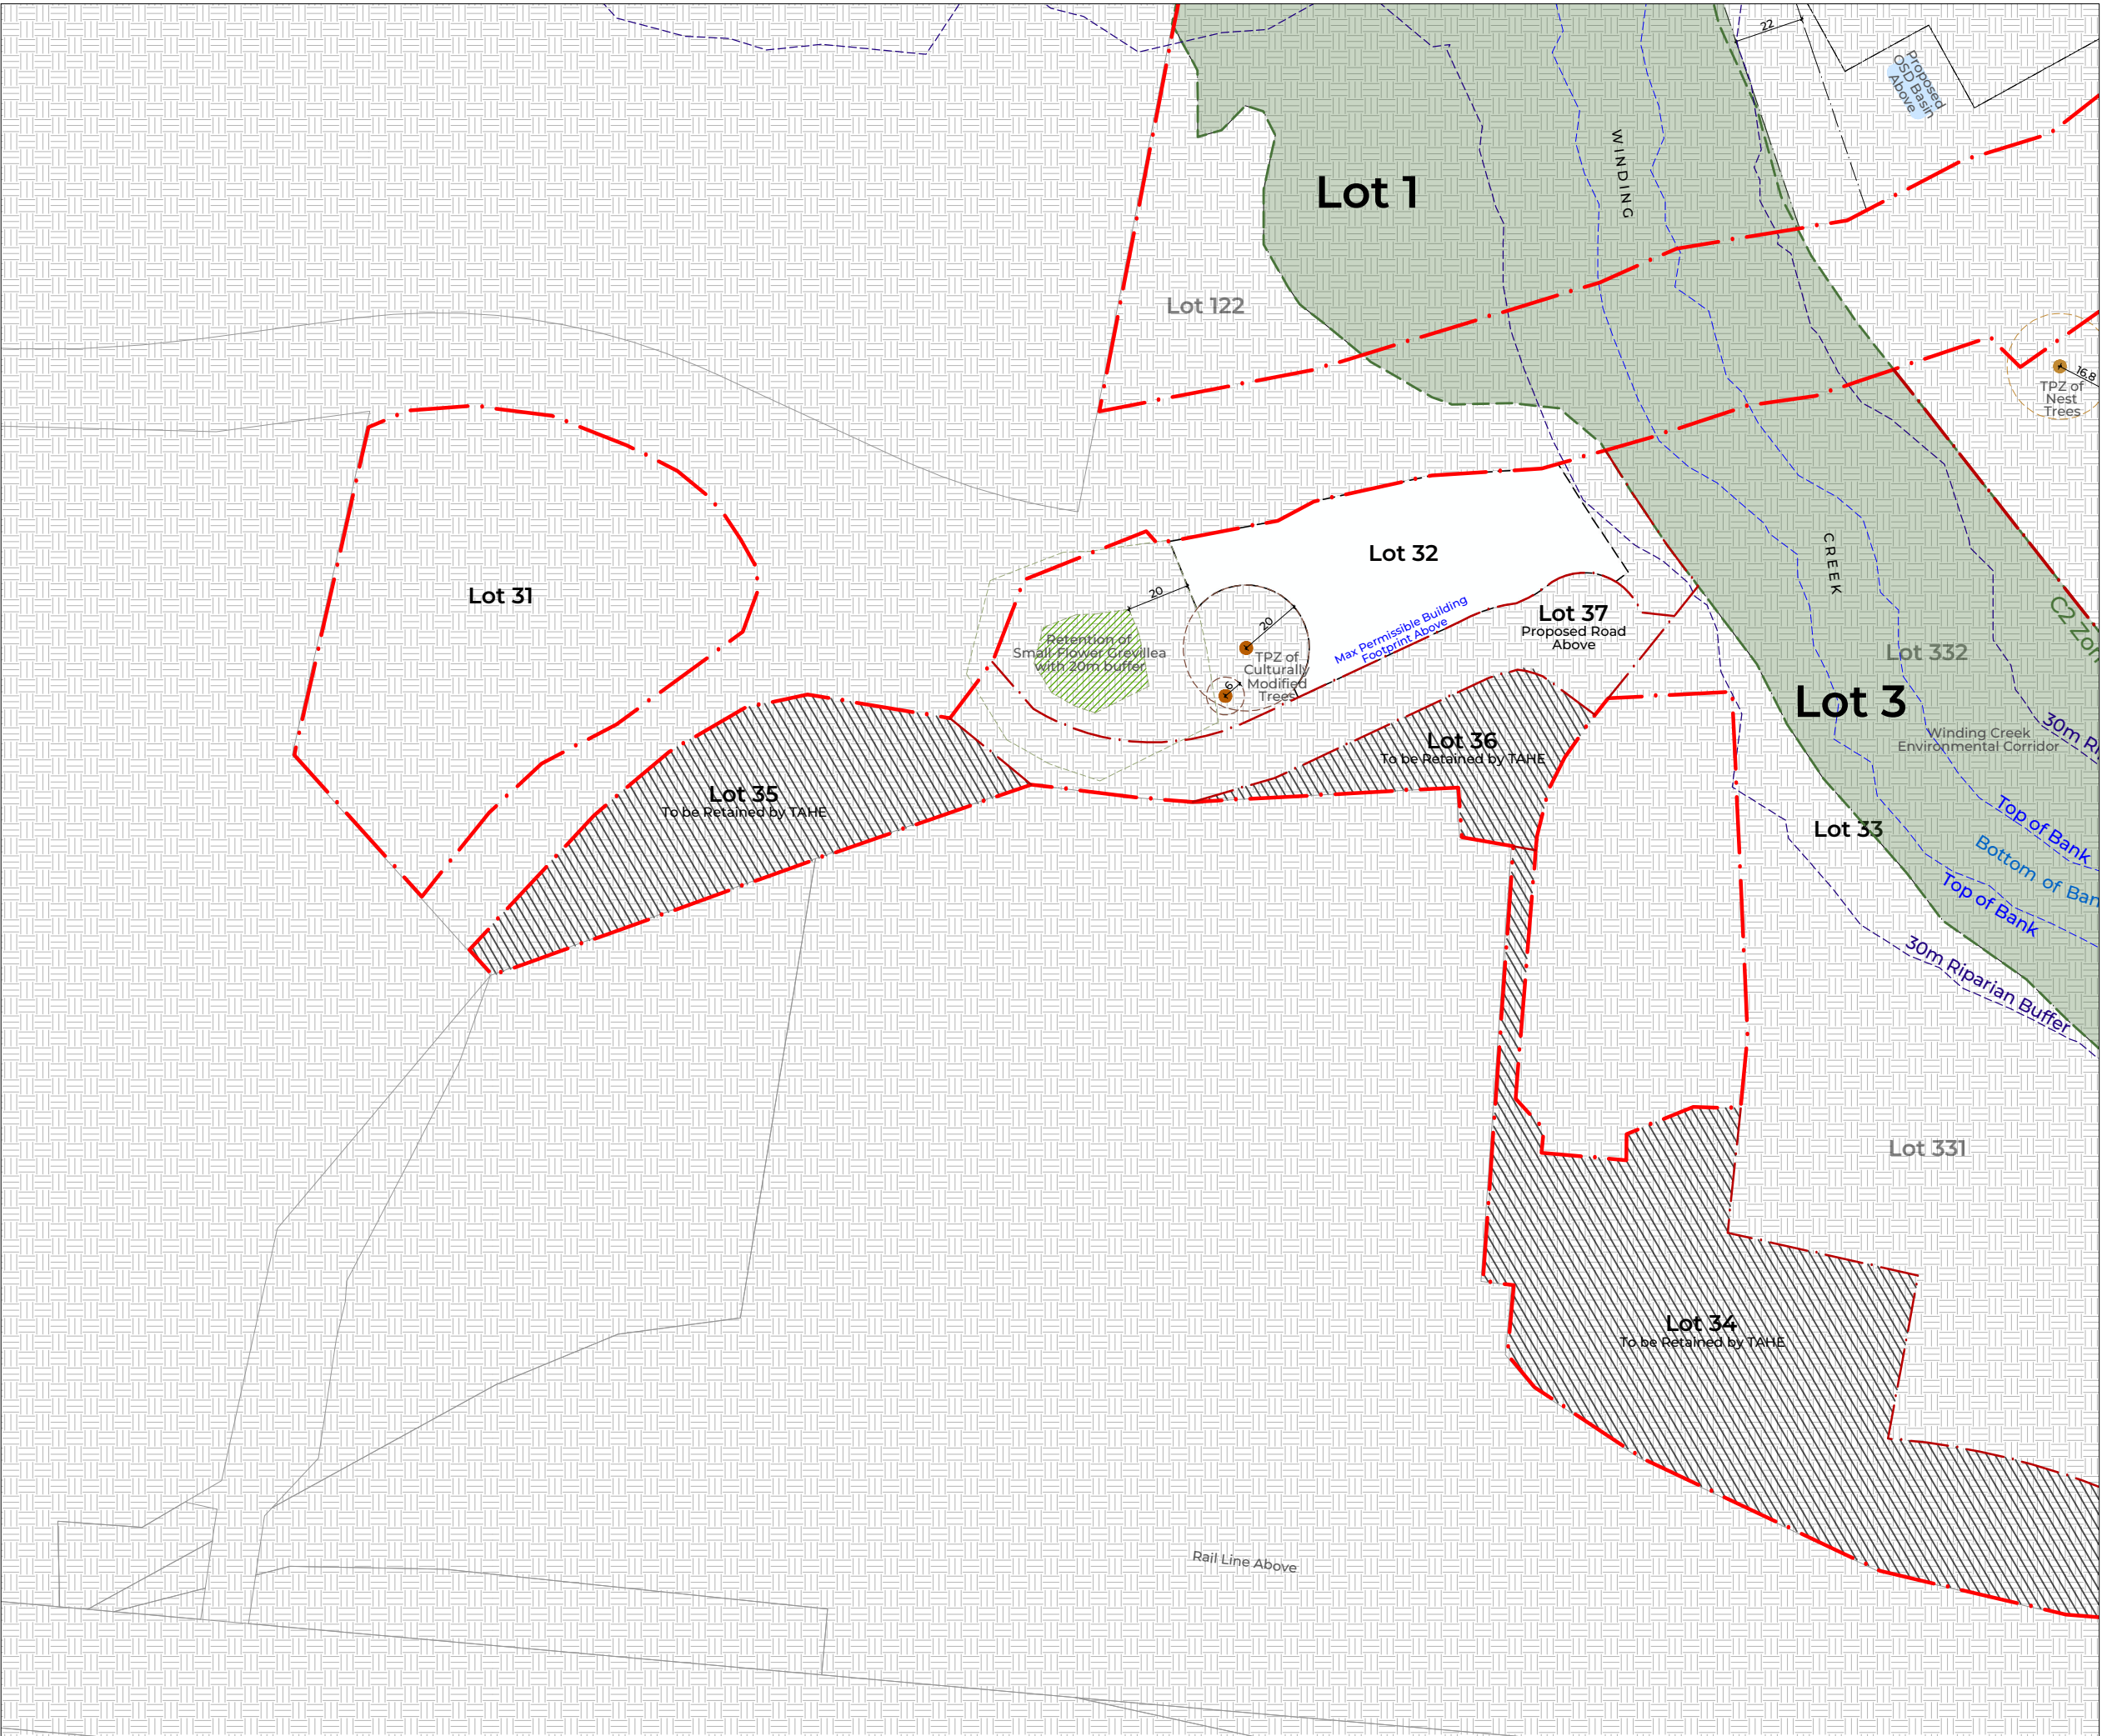 22
Proposed
OSD Basin
Above
WINDING
Lot 1
Lot 122
16.8
TPZ of
Nest
Trees
Lot 32
Lot 31
20
20
Max Permissible Building
Footprint Above
Lot 37
Proposed Road
Above
CREEK
C2 Zon
Retention of
Small-Flower Grevillea
with 20m buffer
TPZ of
Culturally
Modified
Trees
6
Lot 332
Lot 3
30m Ri
Winding Creek
Environmental Corridor
Lot 36
To be Retained by TAHE
Lot 35
To be Retained by TAHE
Lot 33
Top of Bank
Bottom of Ban
Top of Bank
30m Riparian Buffer
Lot 331
Lot 34
To be Retained by TAHE
Rail Line Above